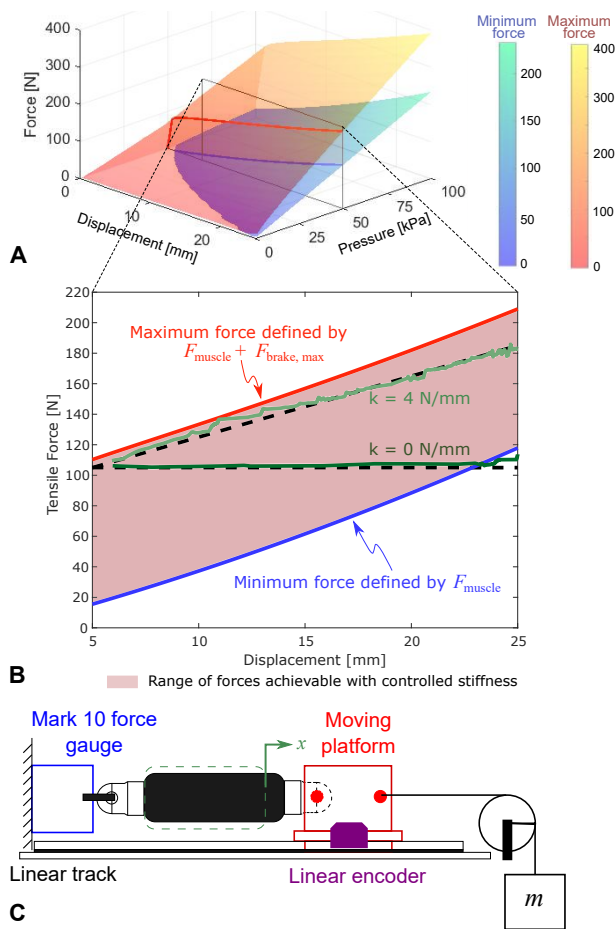 Minimum force
Maximum force
400
300
200
100
0
Force [N]
0
10
20
Displacement [mm]
0
25
50
75
100
Pressure [kPa]
200
150
100
50
0
400
300
200
100
0
A
220
200
180
160
140
120
100
80
60
40
20
0
Tensile Force [N]
Maximum force defined by
F_muscle + F_brake, max
k = 4 N/mm
k = 0 N/mm
Minimum force defined by F_muscle
5
10
15
20
25
Displacement [mm]
B
Range of forces achievable with controlled stiffness
Mark 10 force
gauge
x
Moving
platform
Linear track
Linear encoder
m
C